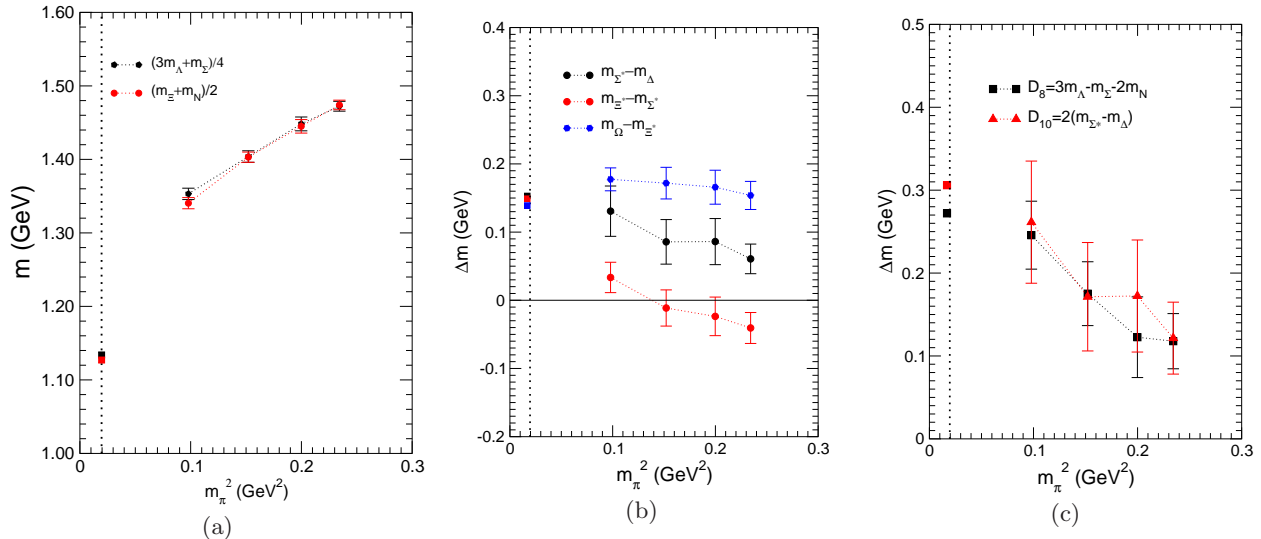 1.60
1.50
1.40
1.30
1.20
1.10
1.00
m (GeV)
(3m_Λ+m_Σ)/4
(m_Ξ+m_N)/2
0
0.1
0.2
0.3
m_π^2 (GeV^2)
(a)
0.4
0.3
0.2
0.1
0
-0.1
-0.2
Δm (GeV)
m_Σ*−m_Δ
m_Ξ*−m_Σ*
m_Ω−m_Ξ*
0
0.1
0.2
0.3
m_π^2 (GeV^2)
(b)
0.5
0.4
0.3
0.2
0.1
0
Δm (GeV)
D_8=3m_Λ-m_Σ-2m_N
D_10=2(m_Σ*-m_Δ)
0
0.1
0.2
0.3
m_π^2 (GeV^2)
(c)